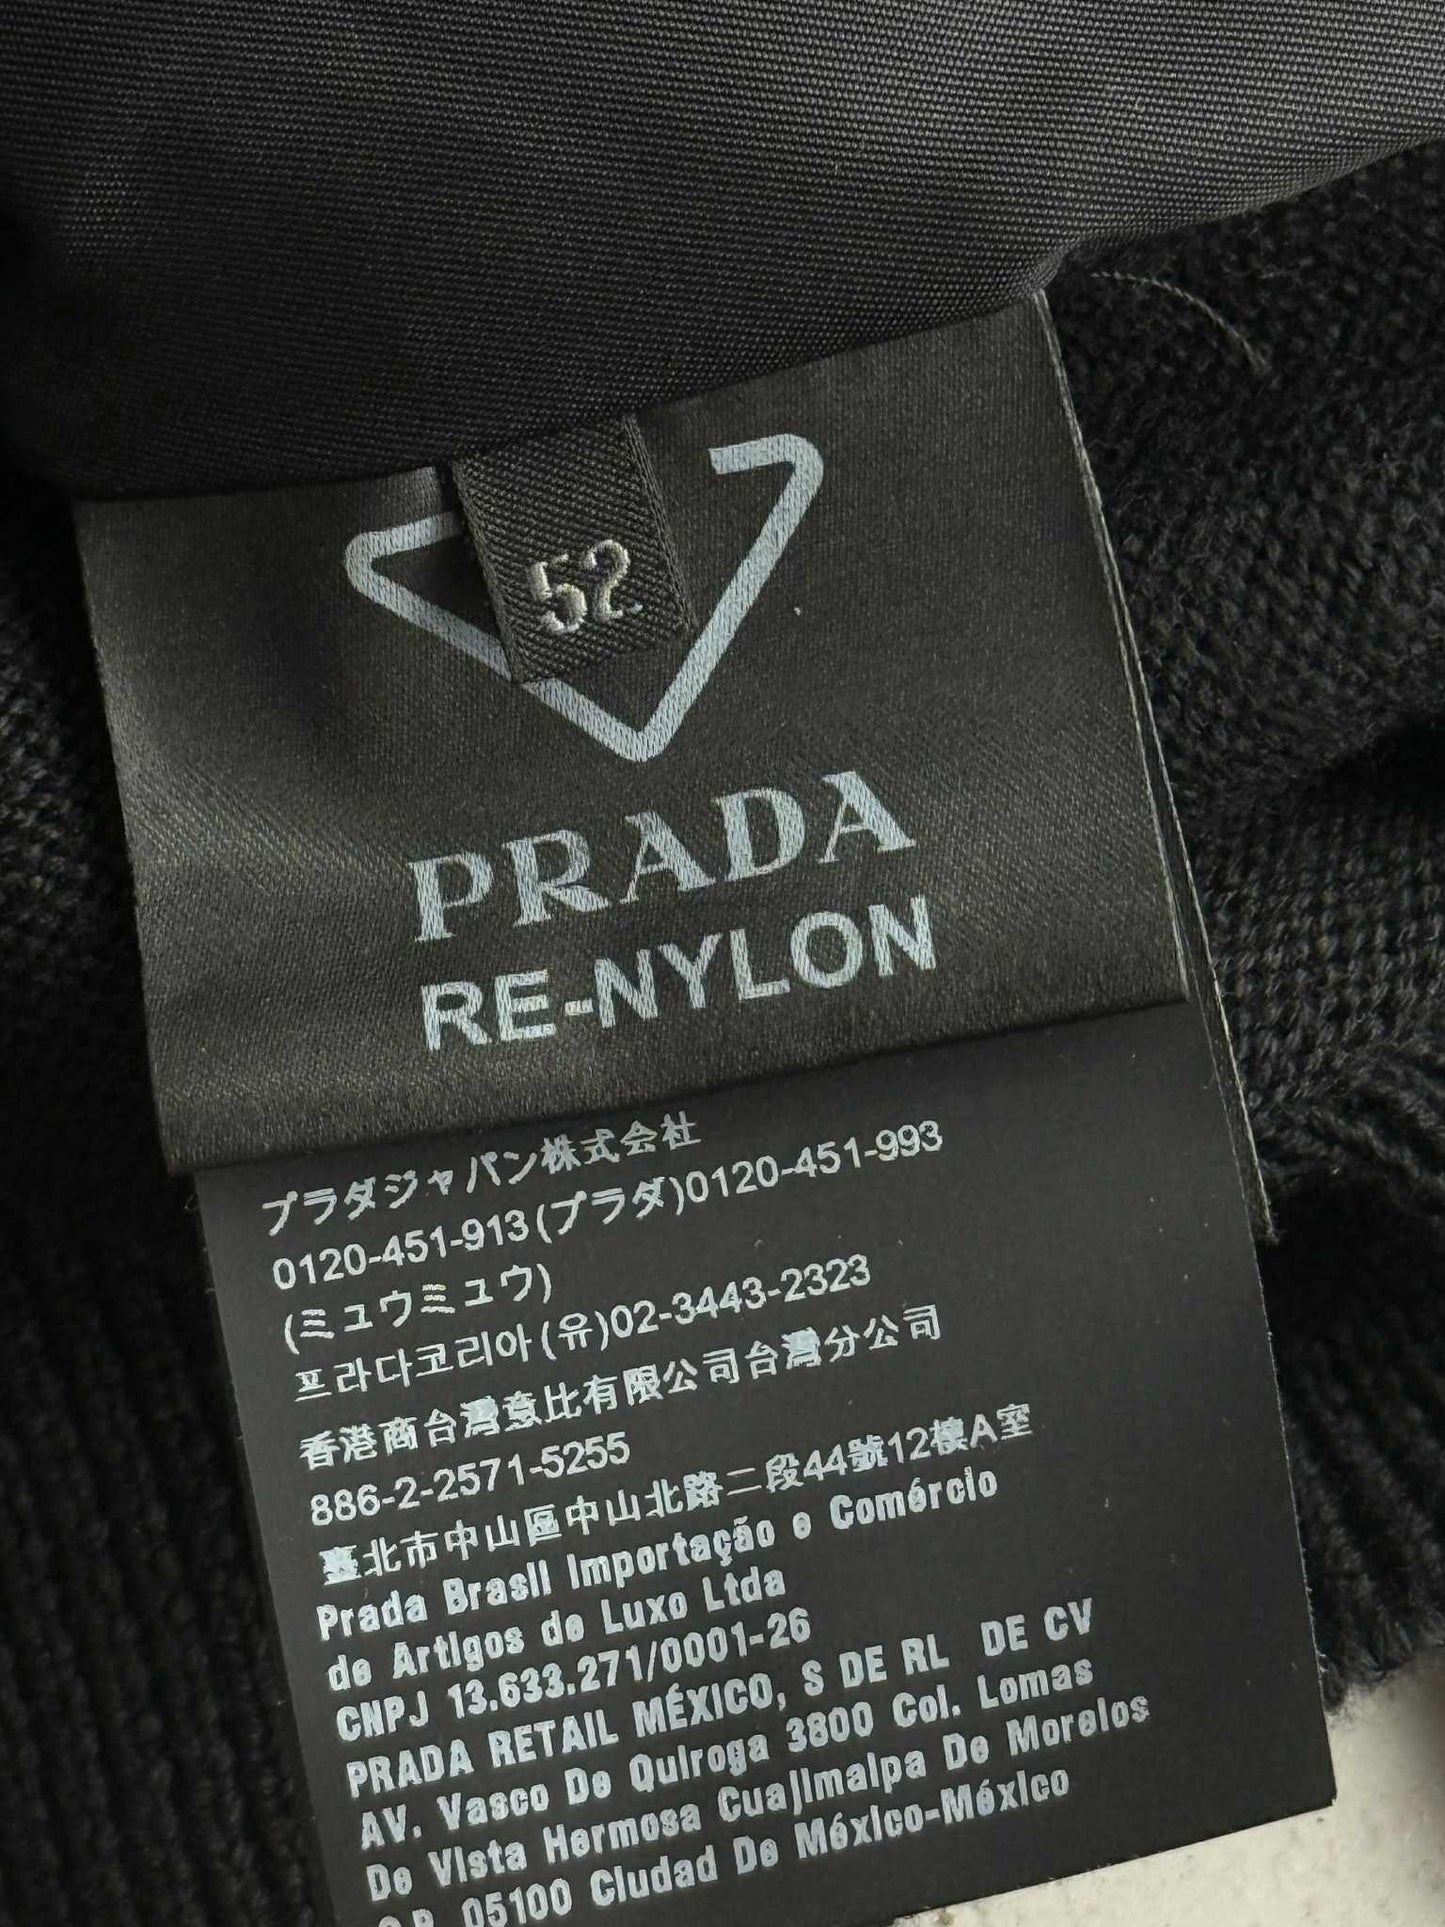 52
PRADA
RE-NYLON
プラダジャパン株式会社
0120-451-913(プラダ)0120-451-993
(ミュウミュウ)
프라다코리아(유)02-3443-2323
香港商台灣意比有限公司台灣分公司
886-2-2571-5255
臺北市中山區中山北路二段44號12樓A室
Prada Brasil Importação e Comércio
de Artigos de Luxo Ltda
CNPJ 13.633.271/0001-26
PRADA RETAIL MÉXICO, S DE RL DE CV
AV. Vasco De Quiroga 3800 Col. Lomas
De Vista Hermosa Cuajimalpa De Morelos
C.P. 05100 Ciudad De México-México